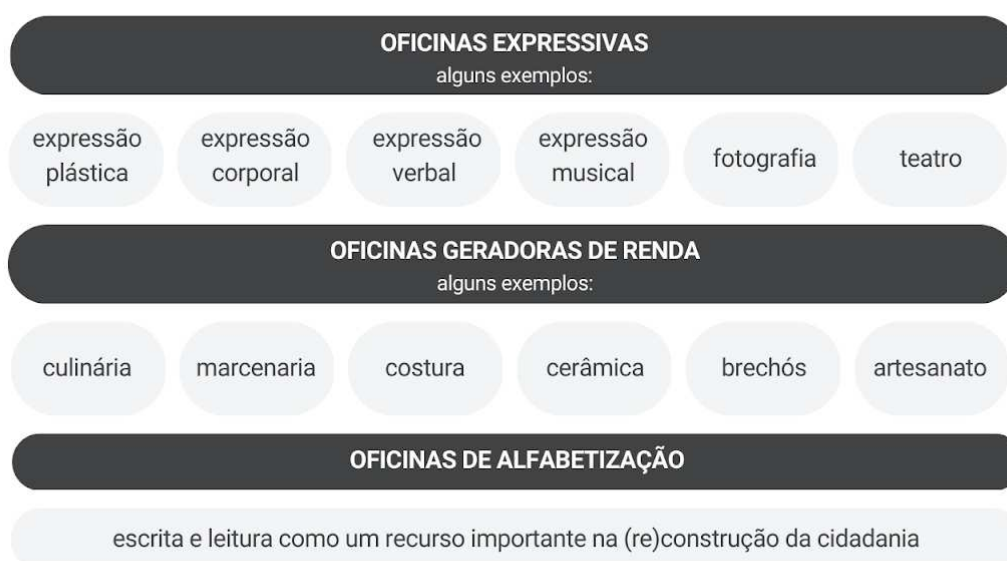 OFICINAS EXPRESSIVAS
alguns exemplos:
expressão
plástica
expressão
corporal
expressão
verbal
expressão
musical
fotografia
teatro
OFICINAS GERADORAS DE RENDA
alguns exemplos:
culinária
marcenaria
costura
cerâmica
brechós
artesanato
OFICINAS DE ALFABETIZAÇÃO
escrita e leitura como um recurso importante na (re)construção da cidadania